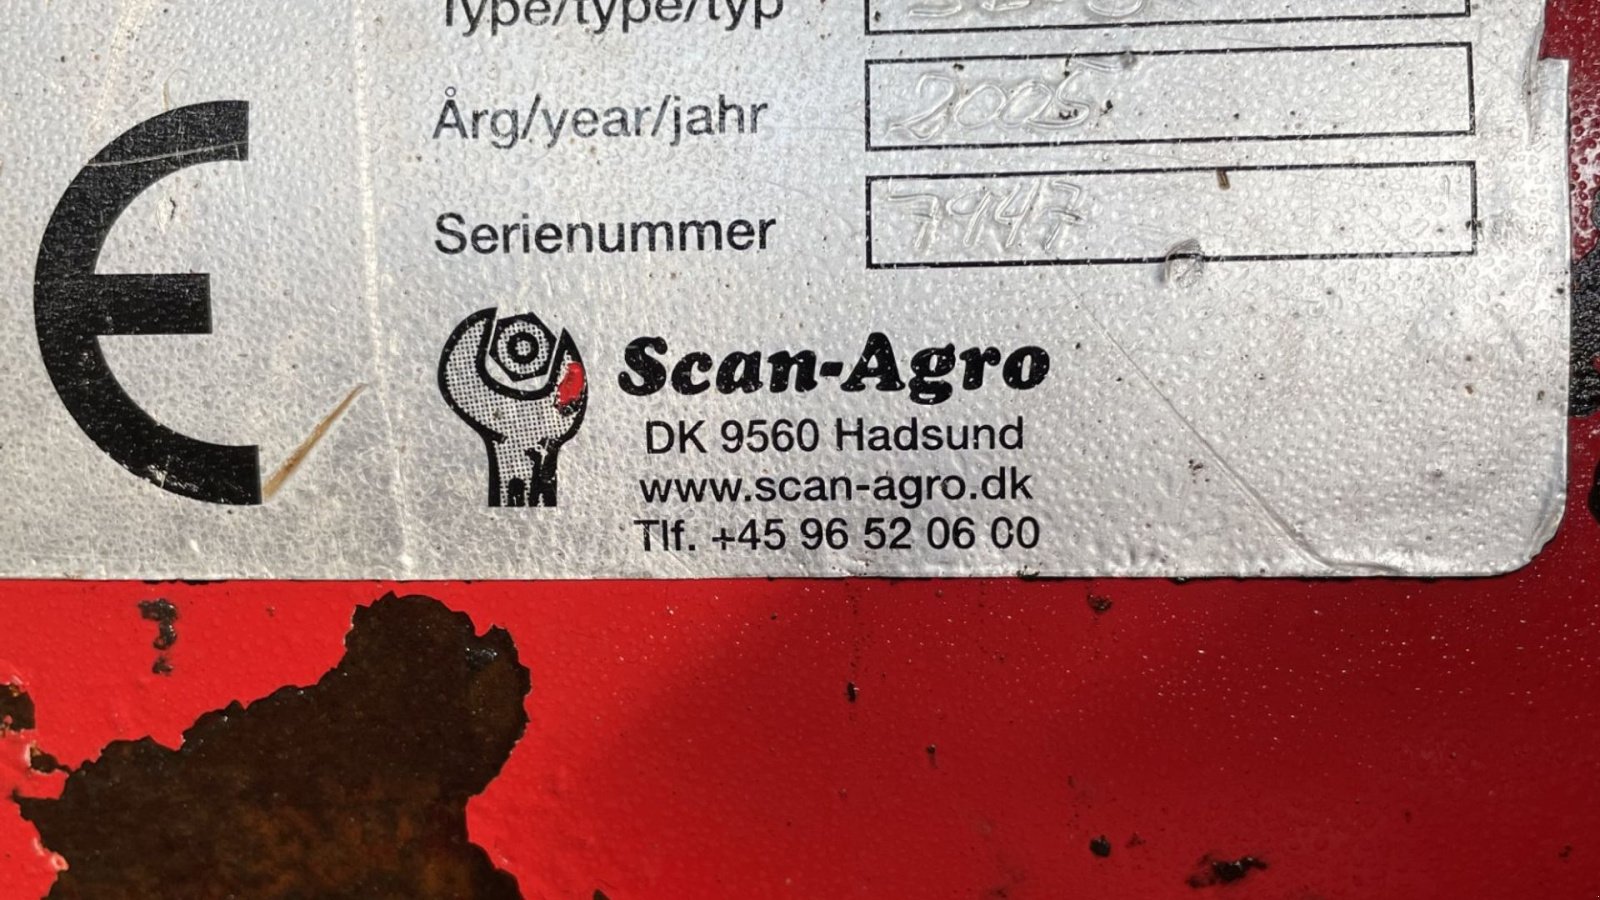 Type/type/typ
Årg/year/jahr 2005
Serienummer 7947
Scan-Agro
DK 9560 Hadsund
www.scan-agro.dk
Tlf. +45 96 52 06 00